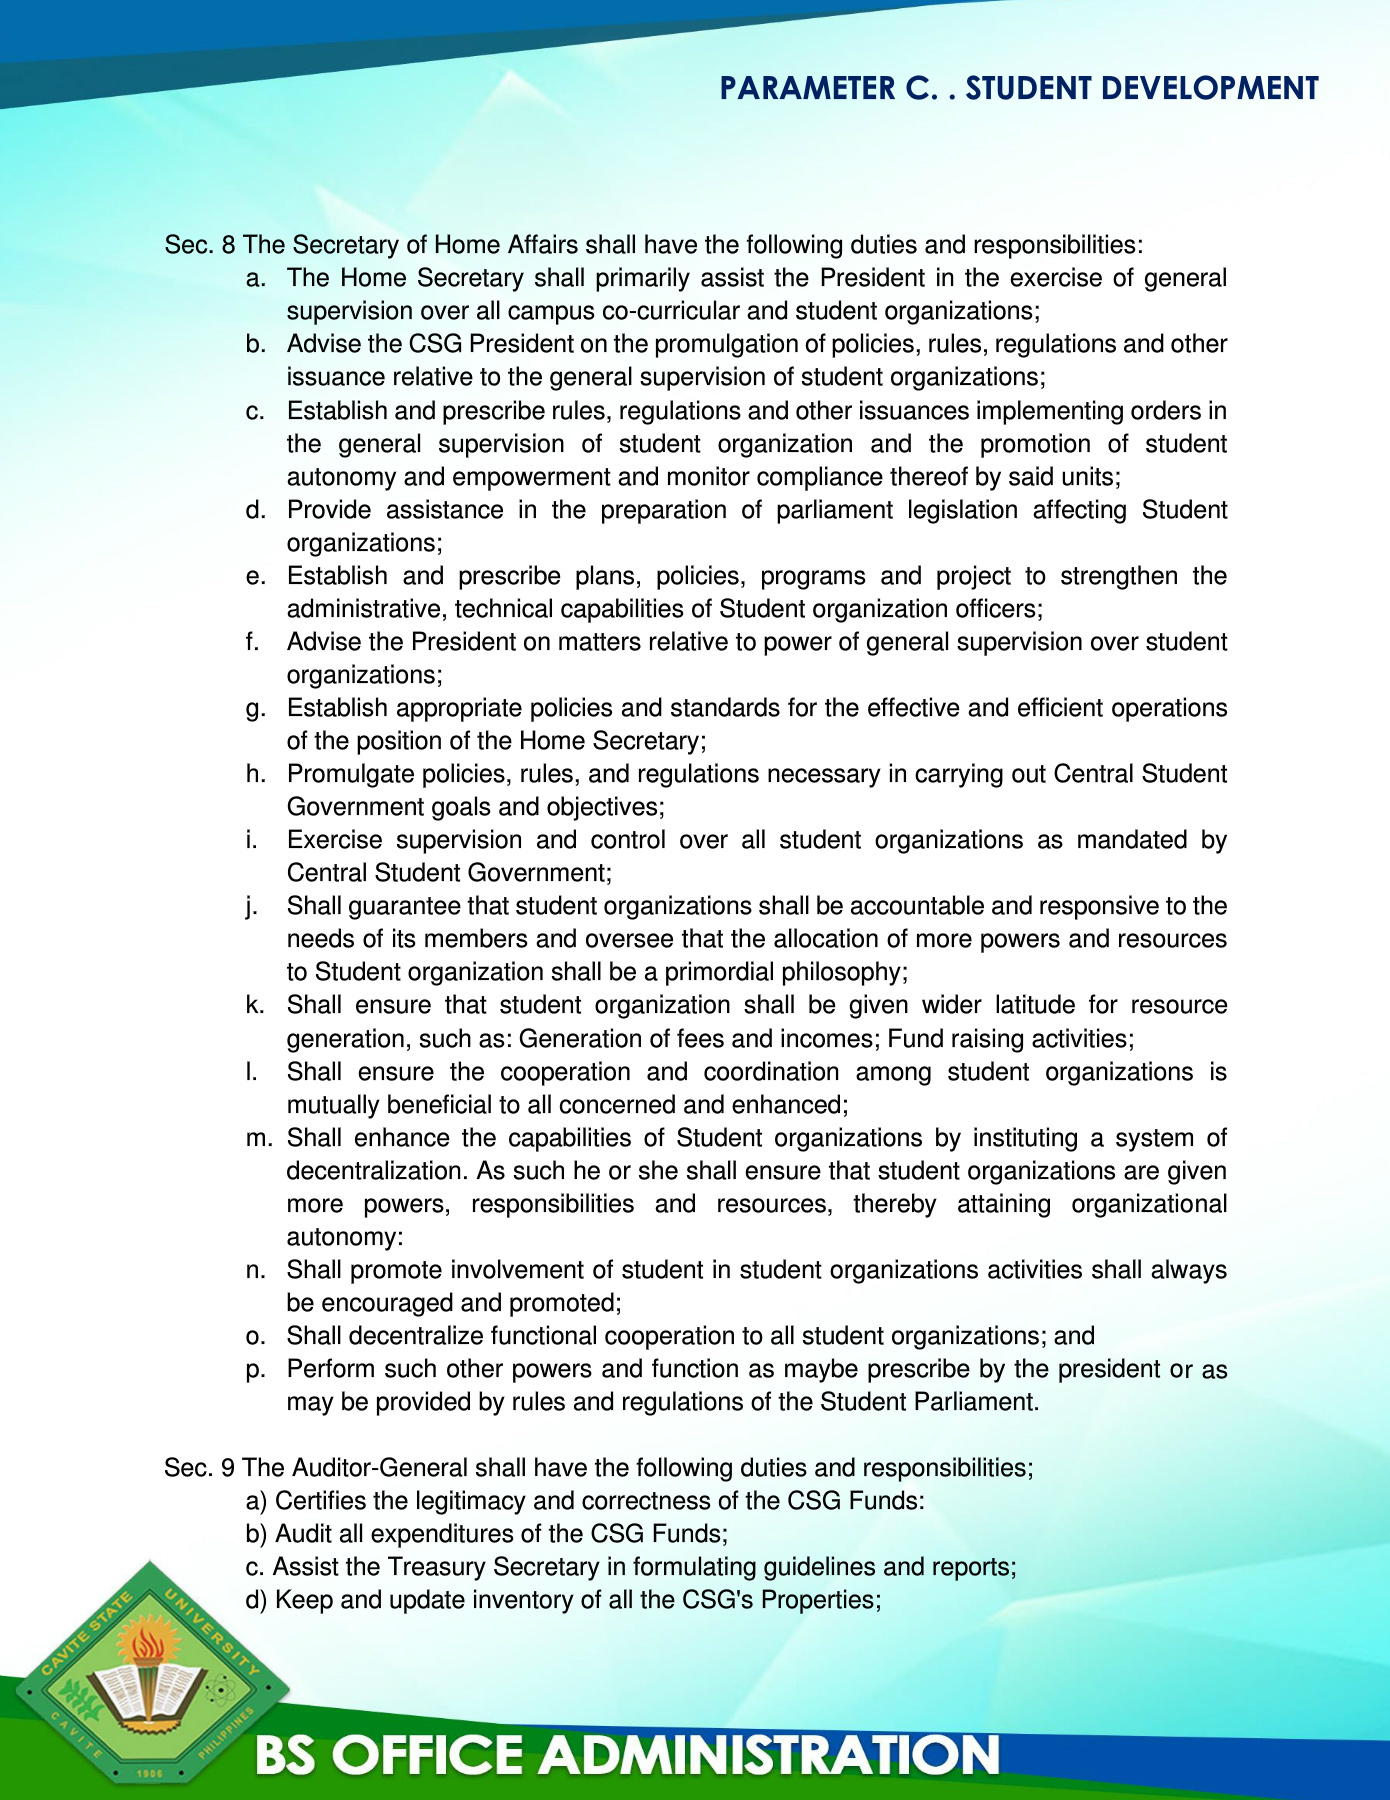 PARAMETER C. . STUDENT DEVELOPMENT
Sec. 8 The Secretary of Home Affairs shall have the following duties and responsibilities:
a. The Home Secretary shall primarily assist the President in the exercise of general
supervision over all campus co-curricular and student organizations;
b. Advise the CSG President on the promulgation of policies, rules, regulations and other
issuance relative to the general supervision of student organizations;
c. Establish and prescribe rules, regulations and other issuances implementing orders in
the general supervision of student organization and the promotion of student
autonomy and empowerment and monitor compliance thereof by said units;
d. Provide assistance in the preparation of parliament legislation affecting Student
organizations;
e. Establish and prescribe plans, policies, programs and project to strengthen the
administrative, technical capabilities of Student organization officers;
f. Advise the President on matters relative to power of general supervision over student
organizations;
g. Establish appropriate policies and standards for the effective and efficient operations
of the position of the Home Secretary;
h. Promulgate policies, rules, and regulations necessary in carrying out Central Student
Government goals and objectives;
i. Exercise supervision and control over all student organizations as mandated by
Central Student Government;
j. Shall guarantee that student organizations shall be accountable and responsive to the
needs of its members and oversee that the allocation of more powers and resources
to Student organization shall be a primordial philosophy;
k. Shall ensure that student organization shall be given wider latitude for resource
generation, such as: Generation of fees and incomes; Fund raising activities;
l. Shall ensure the cooperation and coordination among student organizations is
mutually beneficial to all concerned and enhanced;
m. Shall enhance the capabilities of Student organizations by instituting a system of
decentralization. As such he or she shall ensure that student organizations are given
more powers, responsibilities and resources, thereby attaining organizational
autonomy:
n. Shall promote involvement of student in student organizations activities shall always
be encouraged and promoted;
o. Shall decentralize functional cooperation to all student organizations; and
p. Perform such other powers and function as maybe prescribe by the president or as
may be provided by rules and regulations of the Student Parliament.
Sec. 9 The Auditor-General shall have the following duties and responsibilities;
a) Certifies the legitimacy and correctness of the CSG Funds:
b) Audit all expenditures of the CSG Funds;
c. Assist the Treasury Secretary in formulating guidelines and reports;
d) Keep and update inventory of all the CSG's Properties;
CAVITE STATE UNIVERSITY
CAVITE PHILIPPINES
1906
BS OFFICE ADMINISTRATION